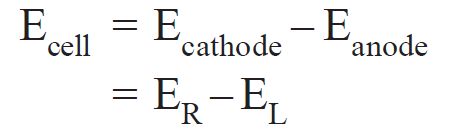 E_cell = E_cathode – E_anode
= E_R – E_L